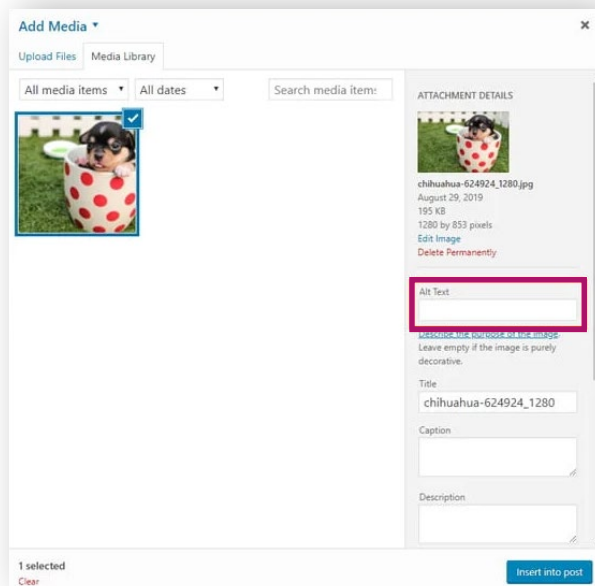 Add Media
Upload Files Media Library
All media items All dates Search media items
ATTACHMENT DETAILS
chihuahua-624924_1280.jpg
August 29, 2019
195 KB
1280 by 853 pixels
Edit Image
Delete Permanently
Alt Text
Describe the purpose of the image.
Leave empty if the image is purely
decorative.
Title
chihuahua-624924_1280
Caption
Description
1 selected
Clear
Insert into post